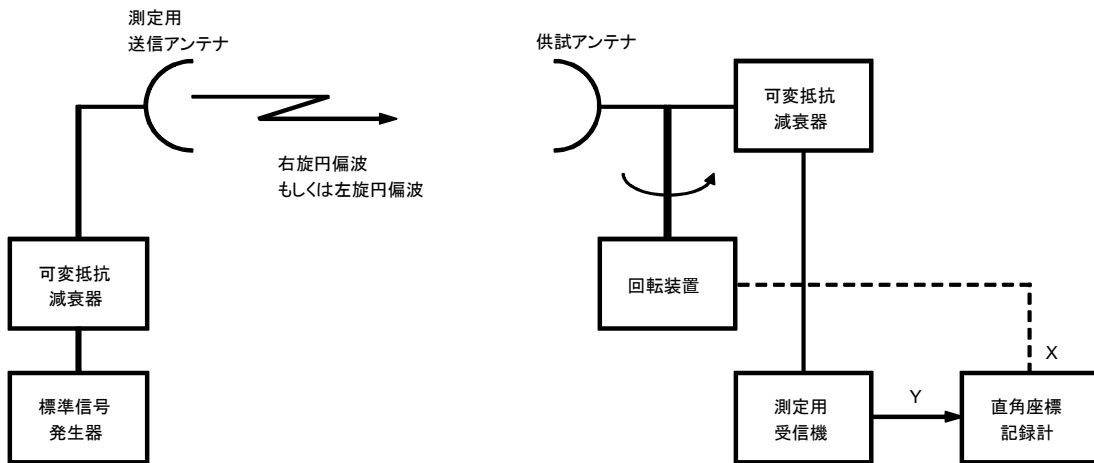 測定用
送信アンテナ
右旋円偏波
もしくは左旋円偏波
可変抵抗
減衰器
標準信号
発生器
供試アンテナ
可変抵抗
減衰器
回転装置
測定用
受信機
Y
X
直角座標
記録計